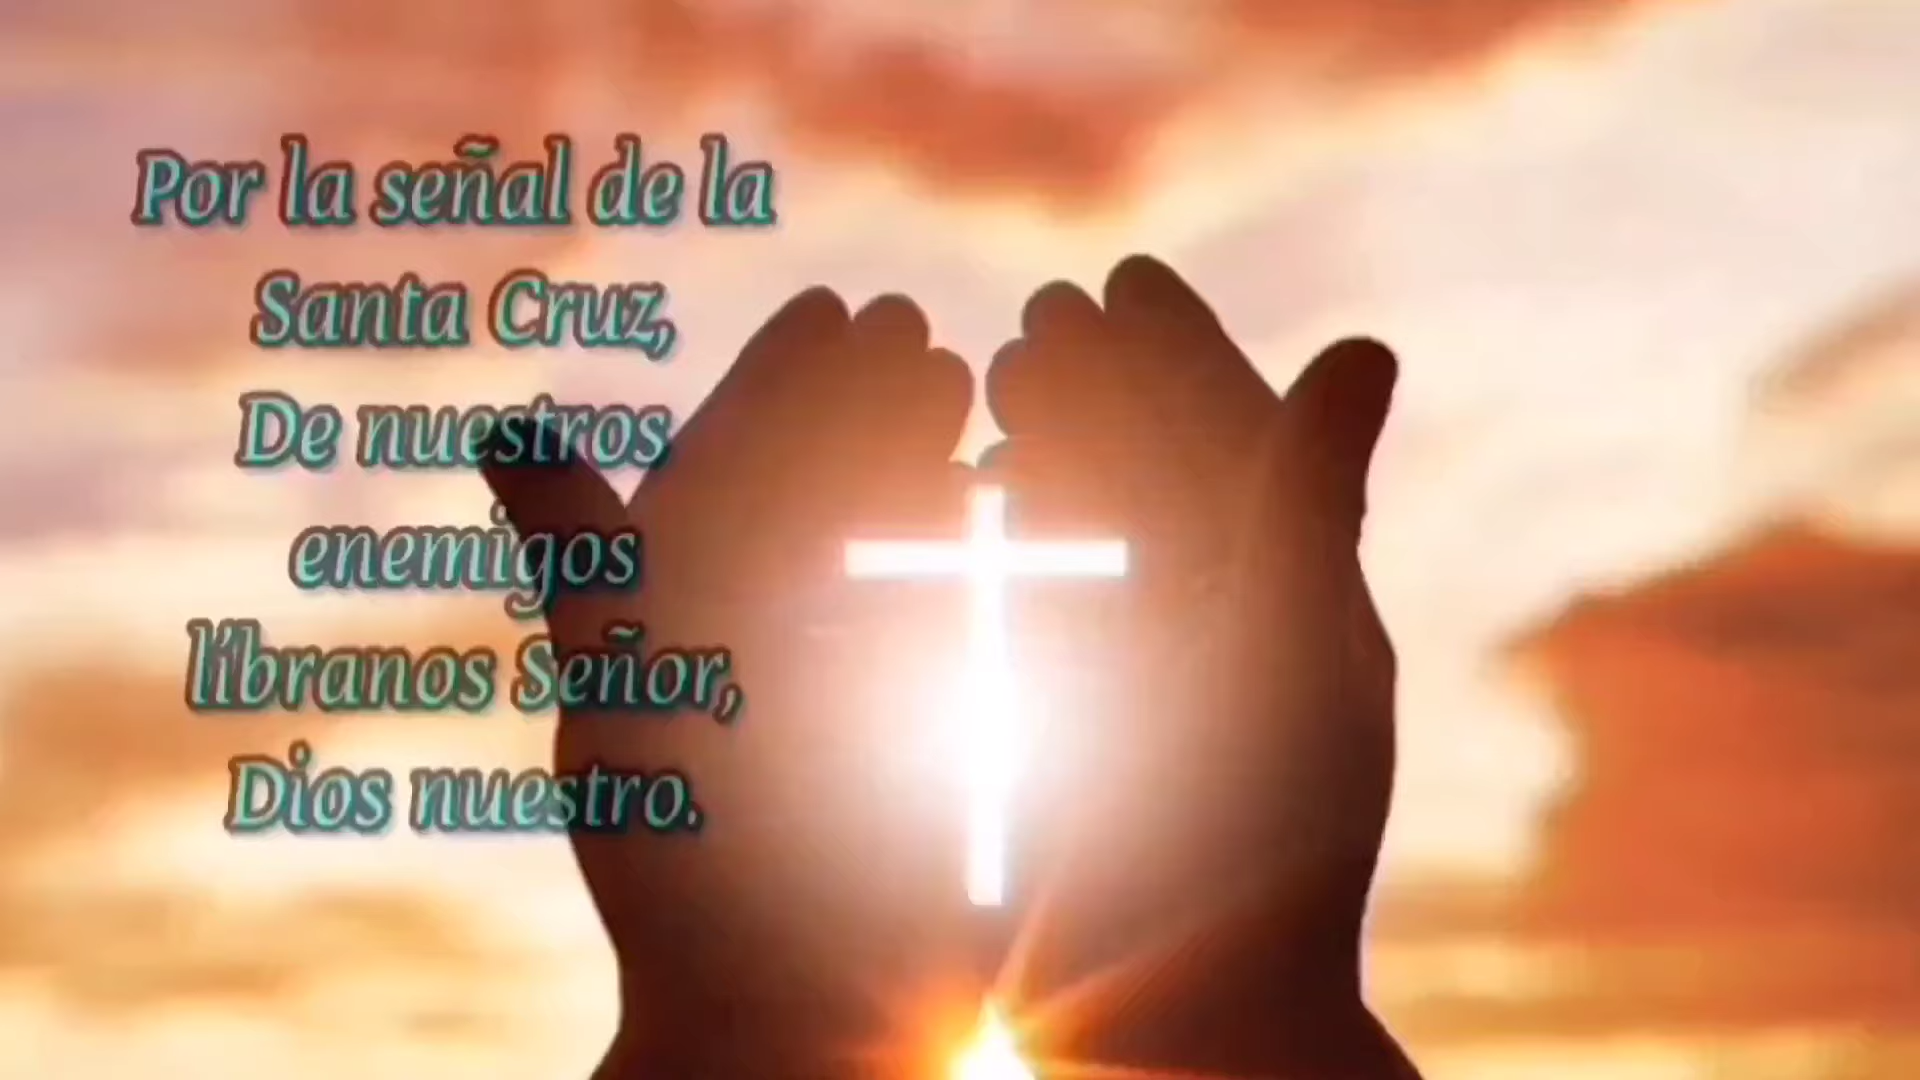 Por la señal de la
Santa Cruz,
De nuestros
enemigos
líbranos Señor,
Dios nuestro.